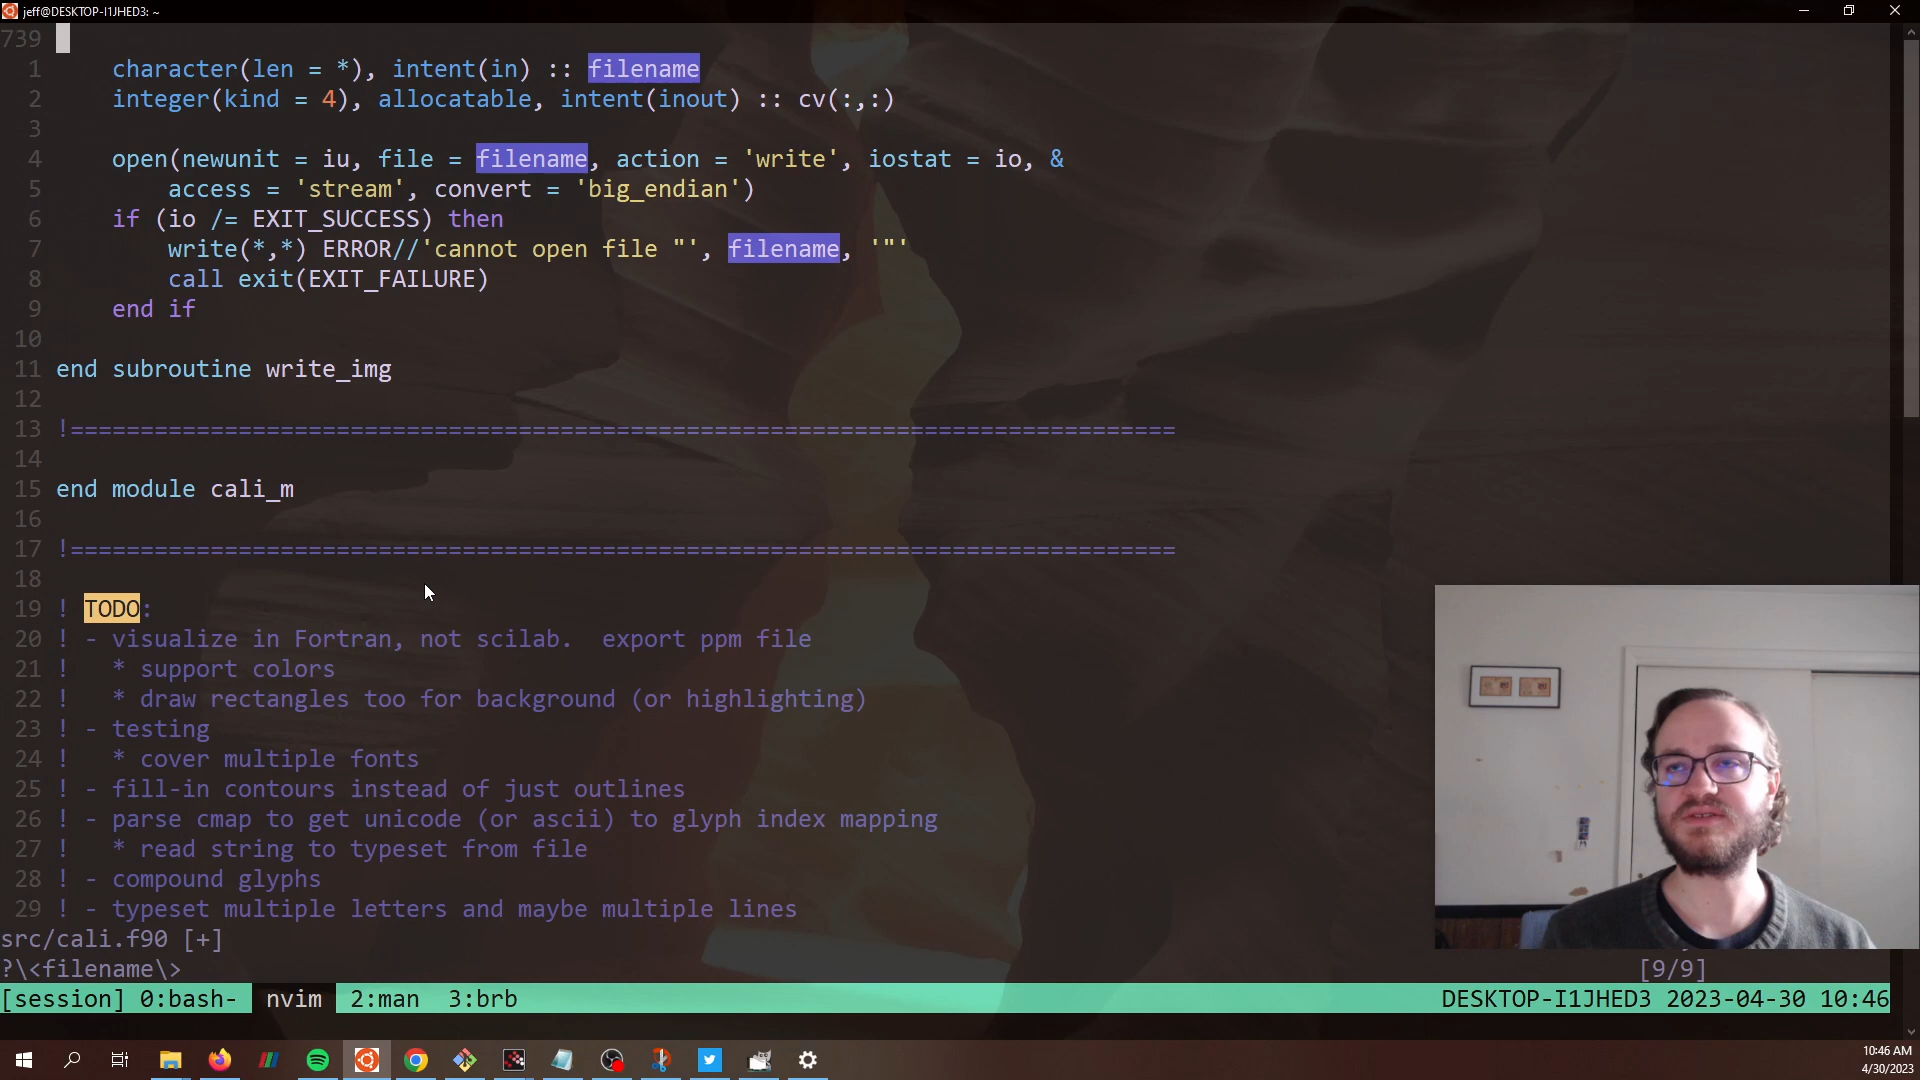 jeff@DESKTOP-I1JHED3: ~
739
1 character(len = *), intent(in) :: filename
2 integer(kind = 4), allocatable, intent(inout) :: cv(:,:)
3
4 open(newunit = iu, file = filename, action = 'write', iostat = io, &
5 access = 'stream', convert = 'big_endian')
6 if (io /= EXIT_SUCCESS) then
7 write(*,*) ERROR//'cannot open file "', filename, '"'
8 call exit(EXIT_FAILURE)
9 end if
10
11 end subroutine write_img
12
13 !===============================================================================
14
15 end module cali_m
16
17 !===============================================================================
18
19 ! TODO:
20 ! - visualize in Fortran, not scilab.  export ppm file
21 !   * support colors
22 !   * draw rectangles too for background (or highlighting)
23 ! - testing
24 !   * cover multiple fonts
25 ! - fill-in contours instead of just outlines
26 ! - parse cmap to get unicode (or ascii) to glyph index mapping
27 !   * read string to typeset from file
28 ! - compound glyphs
29 ! - typeset multiple letters and maybe multiple lines
src/cali.f90 [+]
?\<filename\> [9/9]
[session] 0:bash- nvim 2:man 3:brb DESKTOP-I1JHED3 2023-04-30 10:46
10:46 AM
4/30/2023